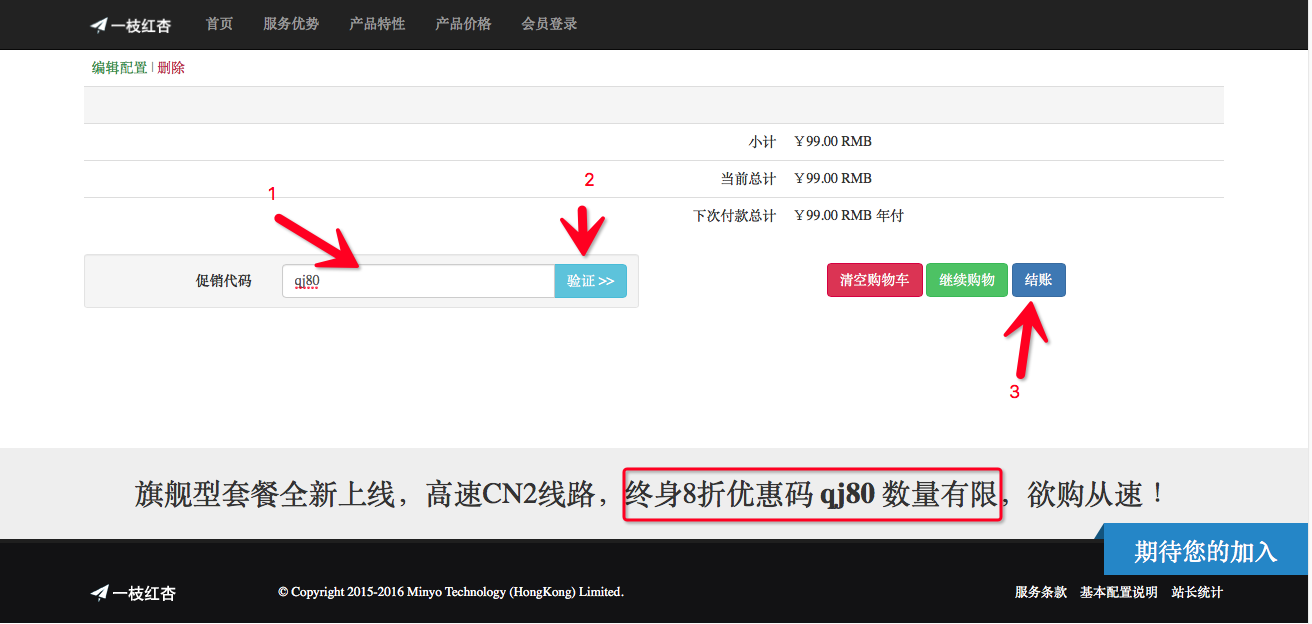 一枝红杏 首页 服务优势 产品特性 产品价格 会员登录
编辑配置 | 删除
小计 ￥99.00 RMB
当前总计 ￥99.00 RMB
下次付款总计 ￥99.00 RMB 年付
1
2
促销代码 qj80 验证 >> 清空购物车 继续购物 结账
3
旗舰型套餐全新上线，高速CN2线路，终身8折优惠码 qj80 数量有限，欲购从速！
期待您的加入
一枝红杏 © Copyright 2015-2016 Minyo Technology (HongKong) Limited. 服务条款 基本配置说明 站长统计